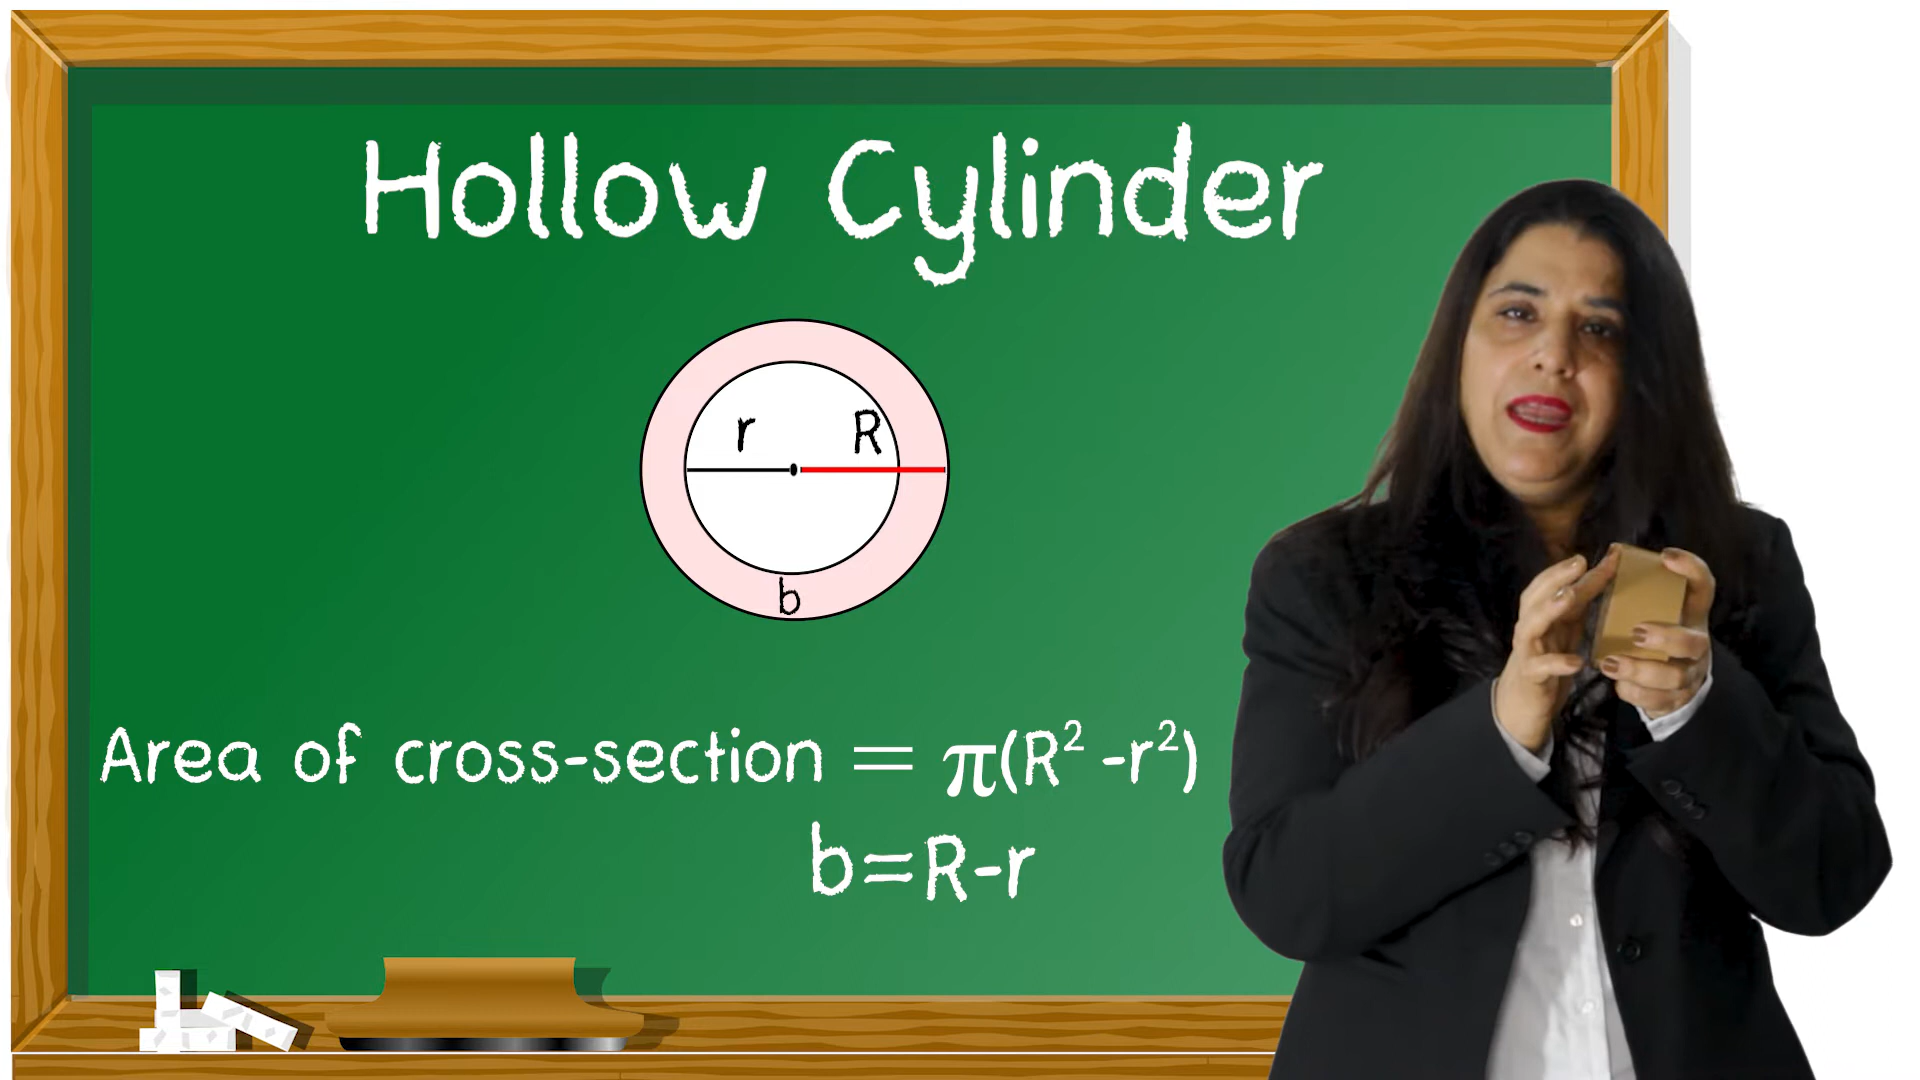 Hollow Cylinder
r R
b
Area of cross-section = π(R² -r²)
b=R-r